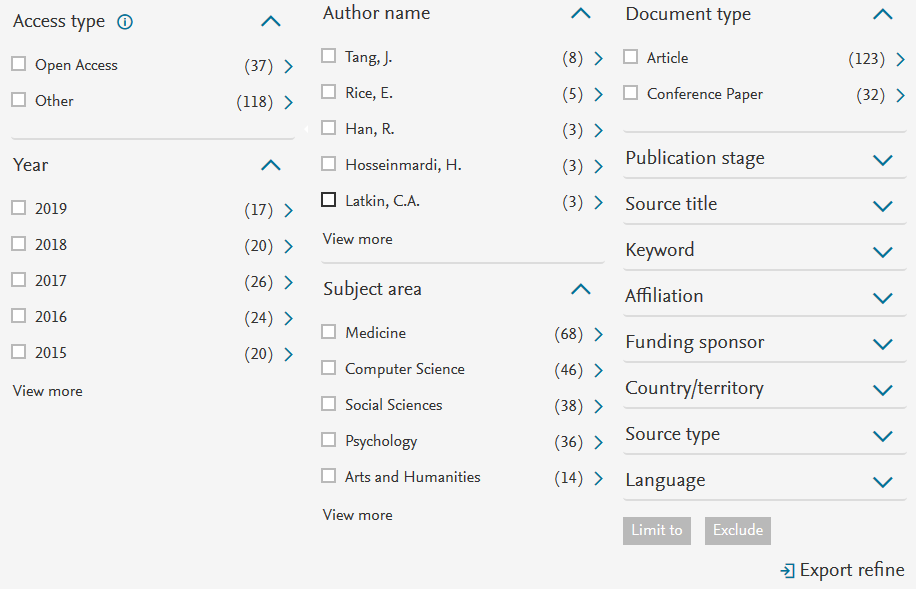 Access type
Open Access (37)
Other (118)
Year
2019 (17)
2018 (20)
2017 (26)
2016 (24)
2015 (20)
View more
Author name
Tang, J. (8)
Rice, E. (5)
Han, R. (3)
Hosseinmardi, H. (3)
Latkin, C.A. (3)
View more
Subject area
Medicine (68)
Computer Science (46)
Social Sciences (38)
Psychology (36)
Arts and Humanities (14)
View more
Document type
Article (123)
Conference Paper (32)
Publication stage
Source title
Keyword
Affiliation
Funding sponsor
Country/territory
Source type
Language
Limit to Exclude
Export refine